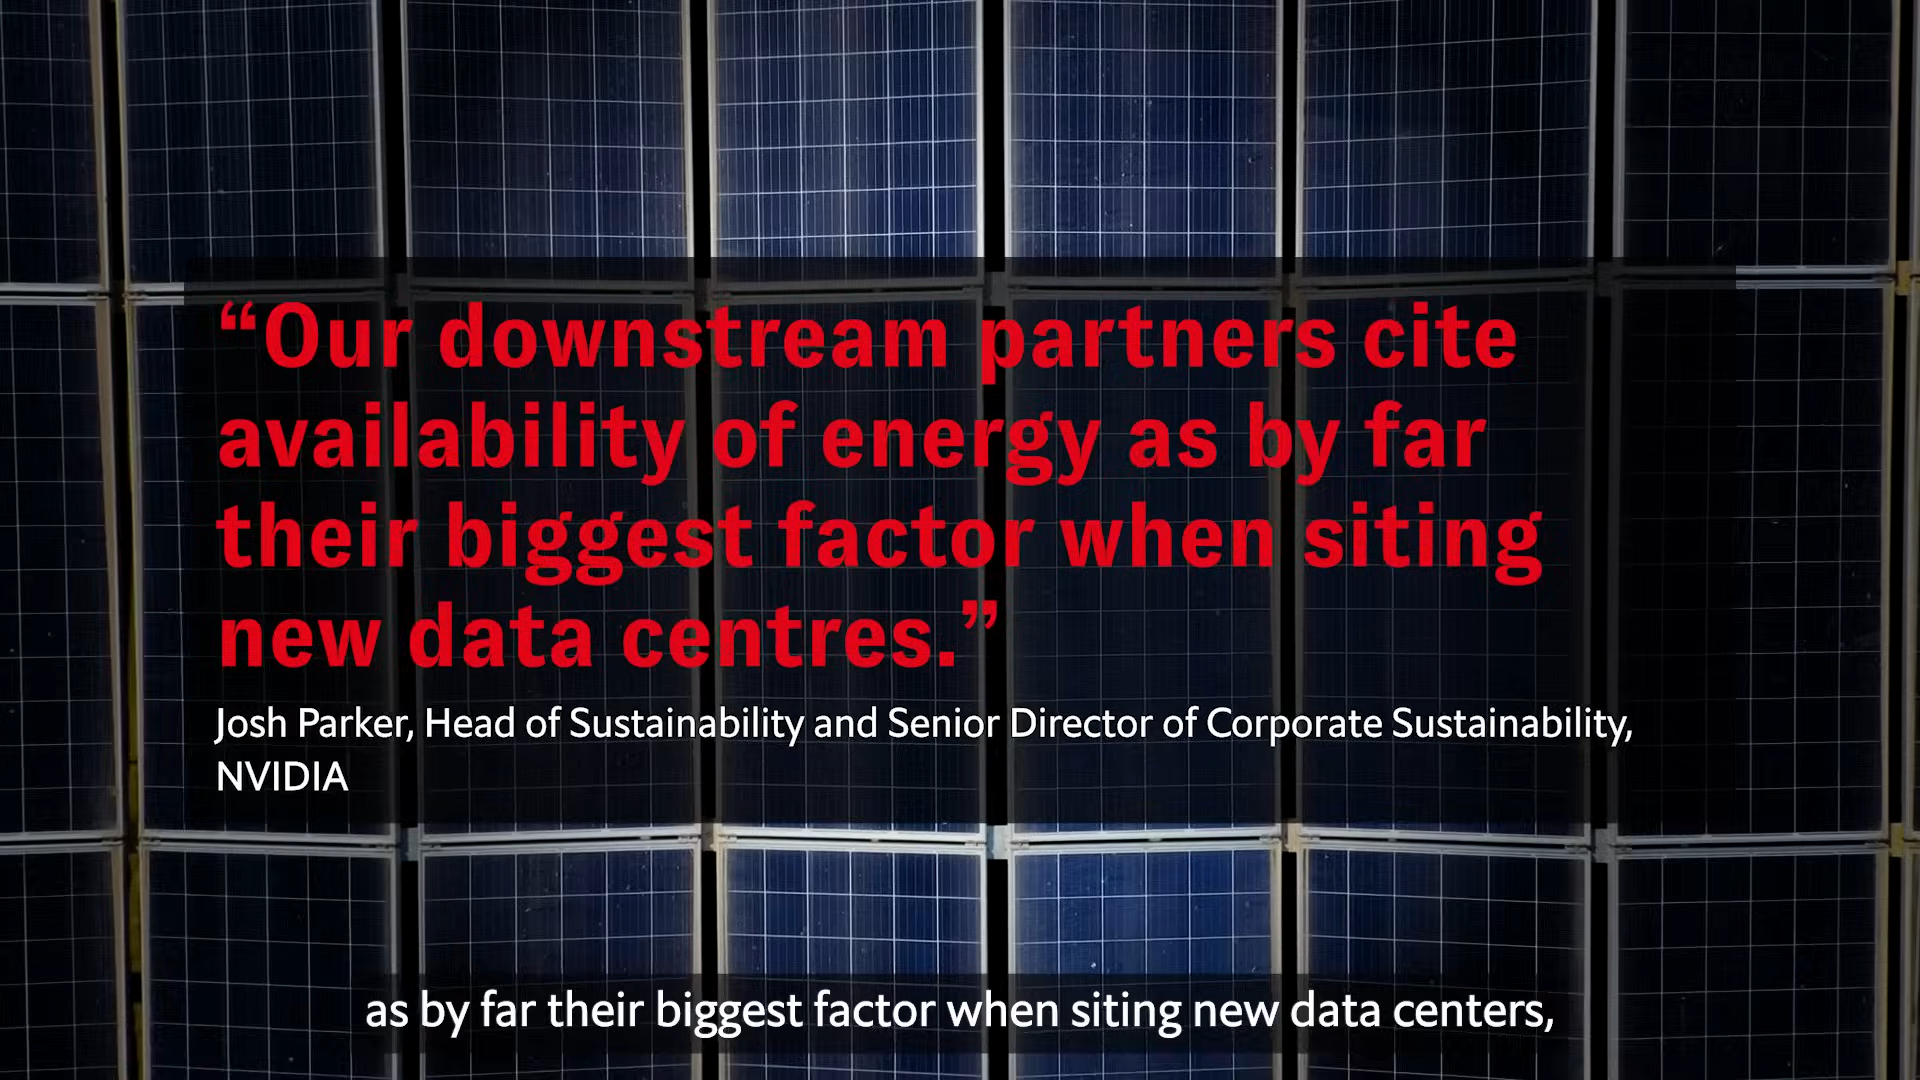 “Our downstream partners cite
availability of energy as by far
their biggest factor when siting
new data centres.”
Josh Parker, Head of Sustainability and Senior Director of Corporate Sustainability,
NVIDIA
as by far their biggest factor when siting new data centers,